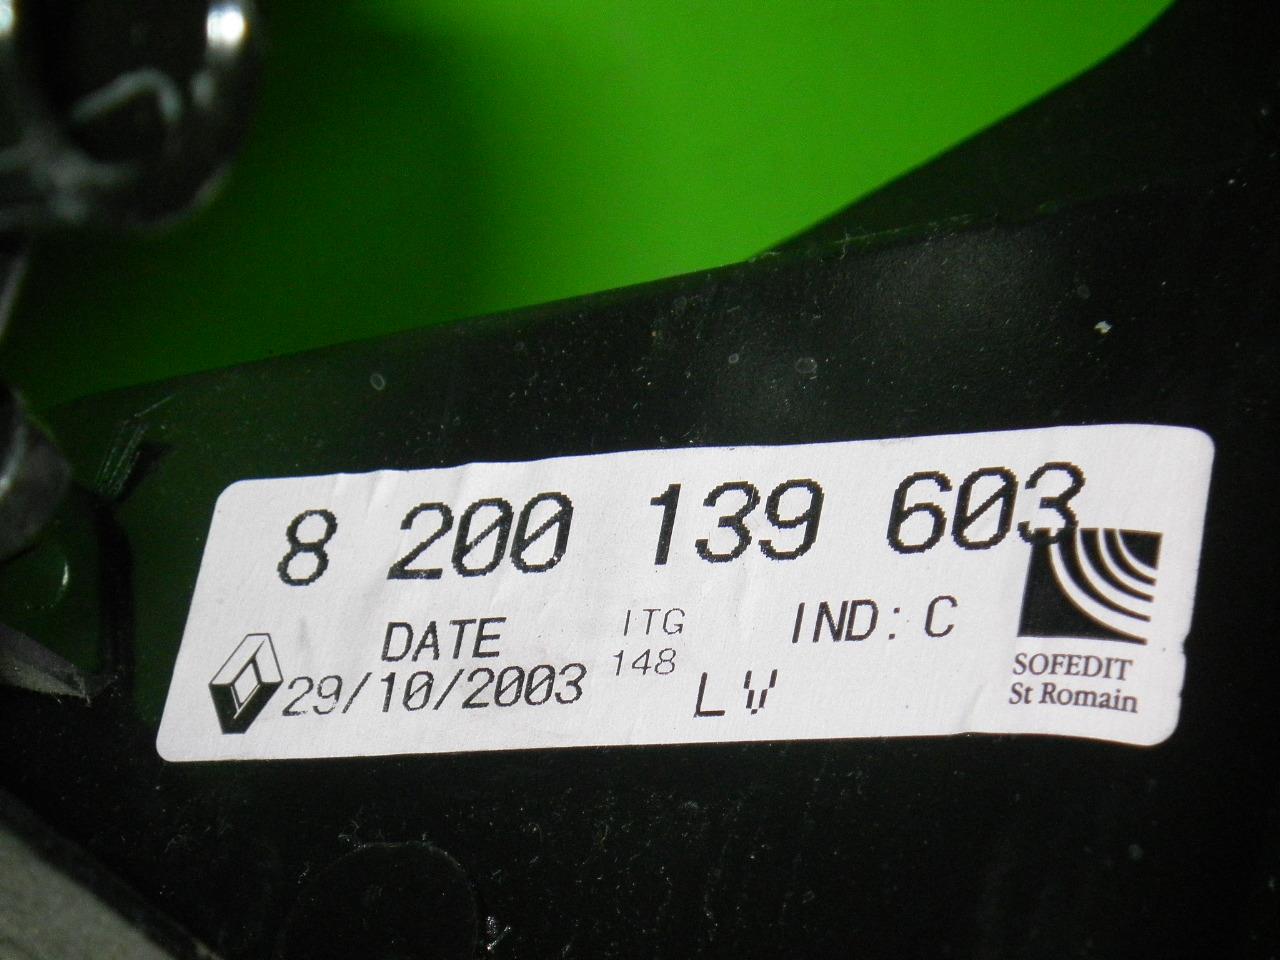 8 200 139 603
DATE ITG IND: C
29/10/2003 148 LV
SOFEDIT
St Romain